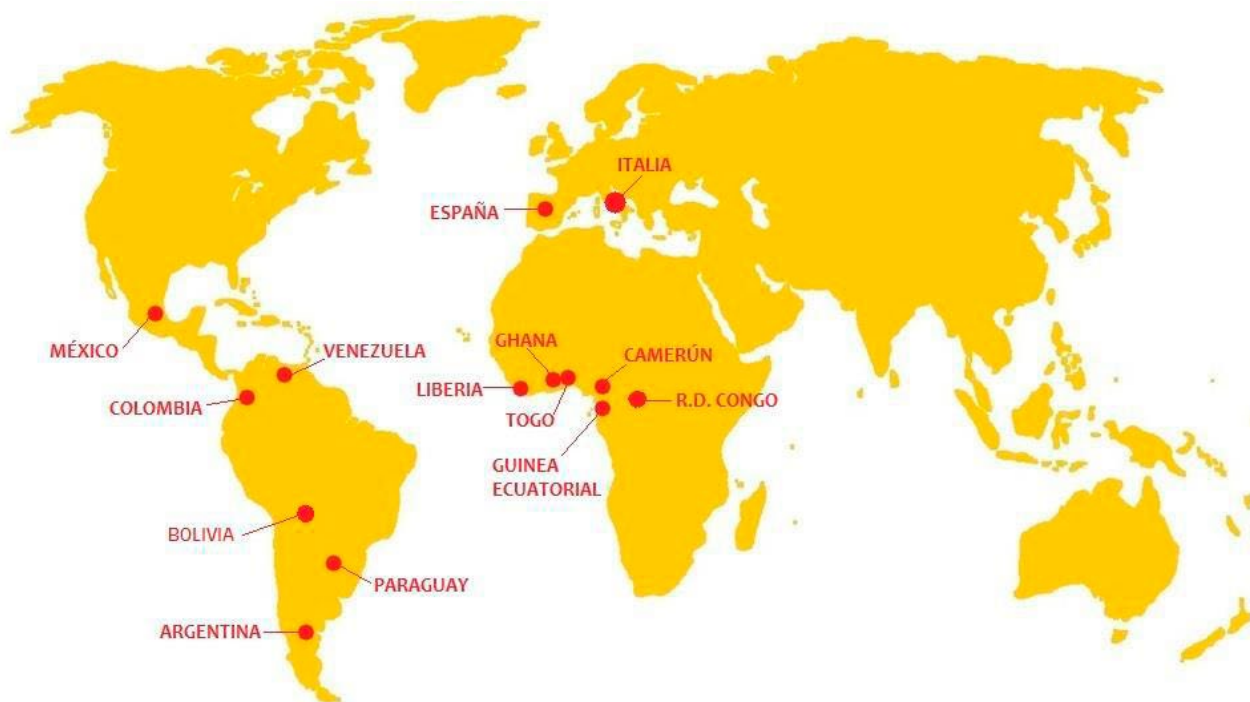 ITALIA
ESPAÑA
GHANA
MÉXICO
VENEZUELA
CAMERÚN
LIBERIA
COLOMBIA
R.D. CONGO
TOGO
GUINEA
ECUATORIAL
BOLIVIA
PARAGUAY
ARGENTINA